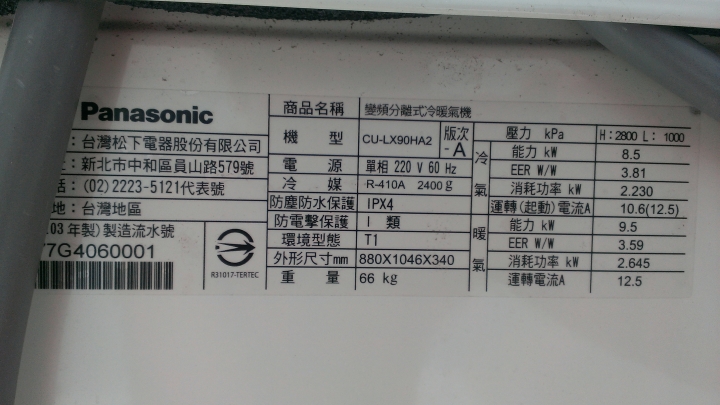 Panasonic
：台灣松下電器股份有限公司
：新北市中和區員山路579號
話：(02)2223-5121代表號
地：台灣地區
103年製)製造流水號
77G4060001
R31017-TERTEC
商品名稱 變頻分離式冷暖氣機
機型 CU-LX90HA2 版次-A
電源 單相 220 V 60 Hz
冷媒 R-410A 2400g
防塵防水保護 IPX4
防電擊保護 I 類
環境型態 T1
外形尺寸mm 880X1046X340
重量 66 kg
壓力 kPa H:2800 L: 1000
冷氣
能力 kW 8.5
EER W/W 3.81
消耗功率 kW 2.230
運轉(起動)電流A 10.6(12.5)
暖氣
能力 kW 9.5
EER W/W 3.59
消耗功率 kW 2.645
運轉電流A 12.5